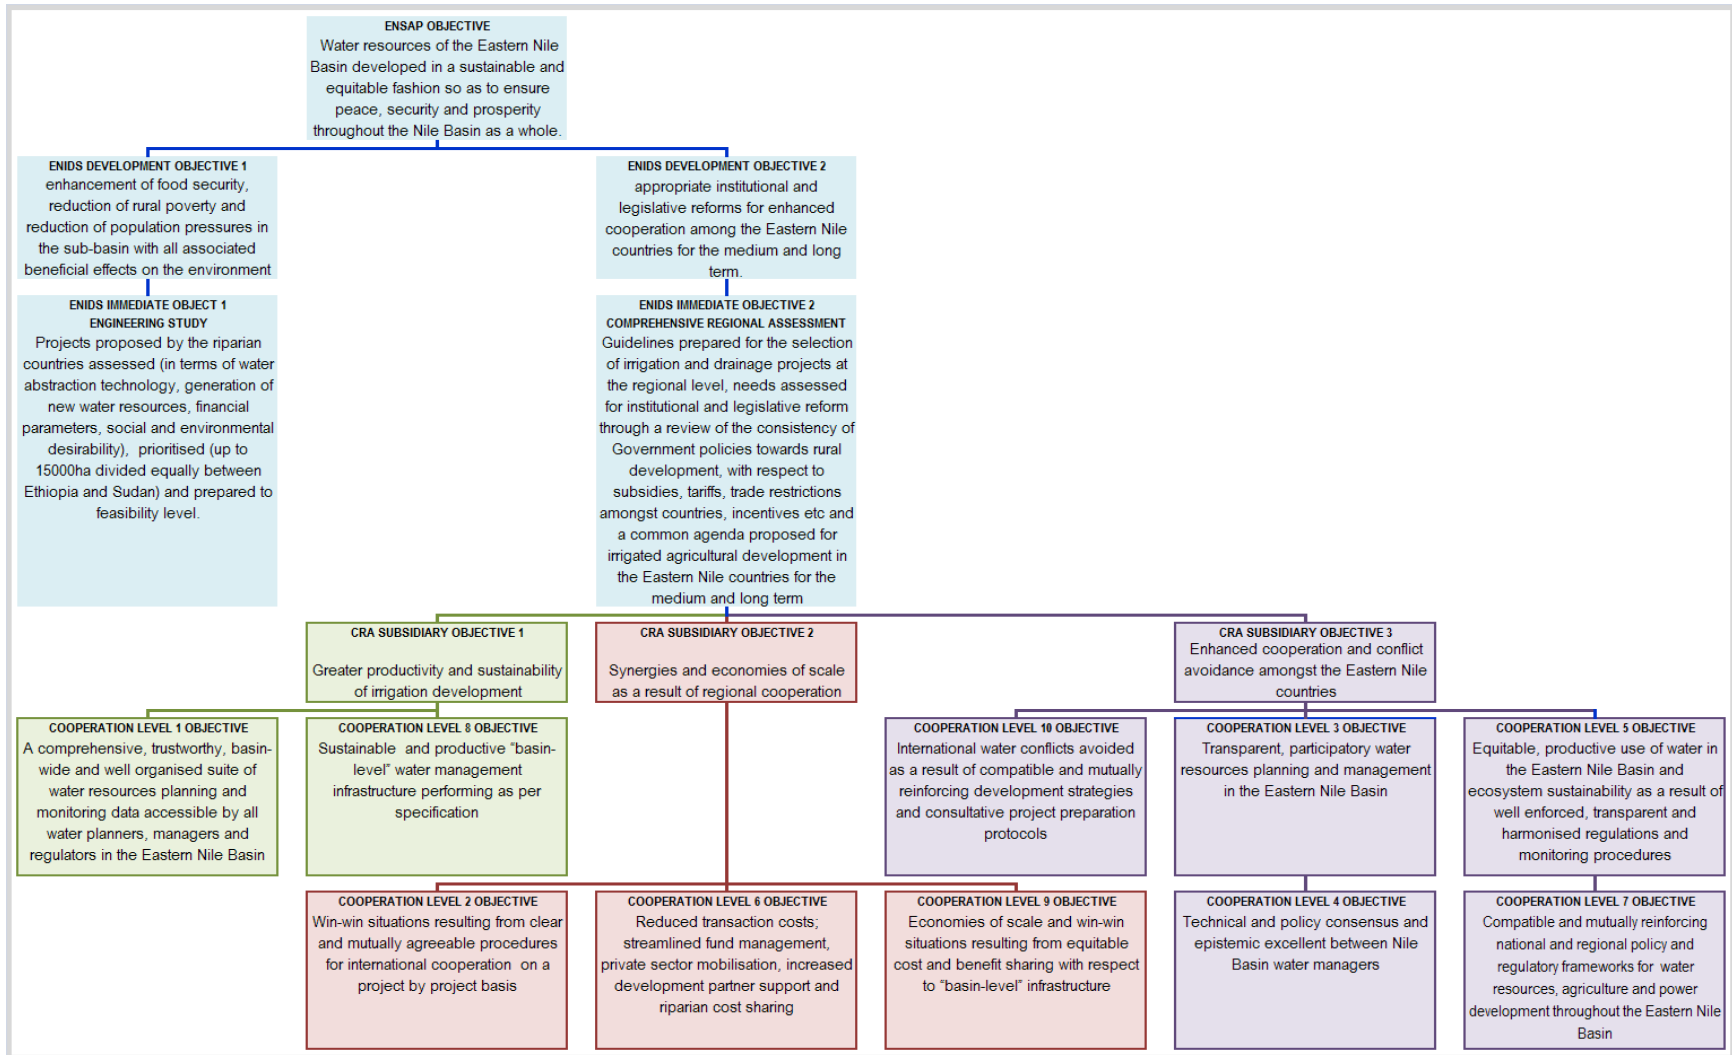 ENSAP OBJECTIVE
Water resources of the Eastern Nile
Basin developed in a sustainable and
equitable fashion so as to ensure
peace, security and prosperity
throughout the Nile Basin as a whole.
ENIDS DEVELOPMENT OBJECTIVE 1
enhancement of food security,
reduction of rural poverty and
reduction of population pressures in
the sub-basin with all associated
beneficial effects on the environment
ENIDS DEVELOPMENT OBJECTIVE 2
appropriate institutional and
legislative reforms for enhanced
cooperation among the Eastern Nile
countries for the medium and long
term.
ENIDS IMMEDIATE OBJECT 1
ENGINEERING STUDY
Projects proposed by the riparian
countries assessed (in terms of water
abstraction technology, generation of
new water resources, financial
parameters, social and environmental
desirability), prioritised (up to
15000ha divided equally between
Ethiopia and Sudan) and prepared to
feasibility level.
ENIDS IMMEDIATE OBJECTIVE 2
COMPREHENSIVE REGIONAL ASSESSMENT
Guidelines prepared for the selection
of irrigation and drainage projects at
the regional level, needs assessed
for institutional and legislative reform
through a review of the consistency of
Government policies towards rural
development, with respect to
subsidies, tariffs, trade restrictions
amongst countries, incentives etc and
a common agenda proposed for
irrigated agricultural development in
the Eastern Nile countries for the
medium and long term
CRA SUBSIDIARY OBJECTIVE 1
Greater productivity and sustainability
of irrigation development
CRA SUBSIDIARY OBJECTIVE 2
Synergies and economies of scale
as a result of regional cooperation
CRA SUBSIDIARY OBJECTIVE 3
Enhanced cooperation and conflict
avoidance amongst the Eastern Nile
countries
COOPERATION LEVEL 1 OBJECTIVE
A comprehensive, trustworthy, basin-
wide and well organised suite of
water resources planning and
monitoring data accessible by all
water planners, managers and
regulators in the Eastern Nile Basin
COOPERATION LEVEL 8 OBJECTIVE
Sustainable and productive "basin-
level" water management
infrastructure performing as per
specification
COOPERATION LEVEL 10 OBJECTIVE
International water conflicts avoided
as a result of compatible and mutually
reinforcing development strategies
and consultative project preparation
protocols
COOPERATION LEVEL 3 OBJECTIVE
Transparent, participatory water
resources planning and management
in the Eastern Nile Basin
COOPERATION LEVEL 5 OBJECTIVE
Equitable, productive use of water in
the Eastern Nile Basin and
ecosystem sustainability as a result of
well enforced, transparent and
harmonised regulations and
monitoring procedures
COOPERATION LEVEL 2 OBJECTIVE
Win-win situations resulting from clear
and mutually agreeable procedures
for international cooperation on a
project by project basis
COOPERATION LEVEL 6 OBJECTIVE
Reduced transaction costs;
streamlined fund management,
private sector mobilisation, increased
development partner support and
riparian cost sharing
COOPERATION LEVEL 9 OBJECTIVE
Economies of scale and win-win
situations resulting from equitable
cost and benefit sharing with respect
to "basin-level" infrastructure
COOPERATION LEVEL 4 OBJECTIVE
Technical and policy consensus and
epistemic excellent between Nile
Basin water managers
COOPERATION LEVEL 7 OBJECTIVE
Compatible and mutually reinforcing
national and regional policy and
regulatory frameworks for water
resources, agriculture and power
development throughout the Eastern Nile
Basin